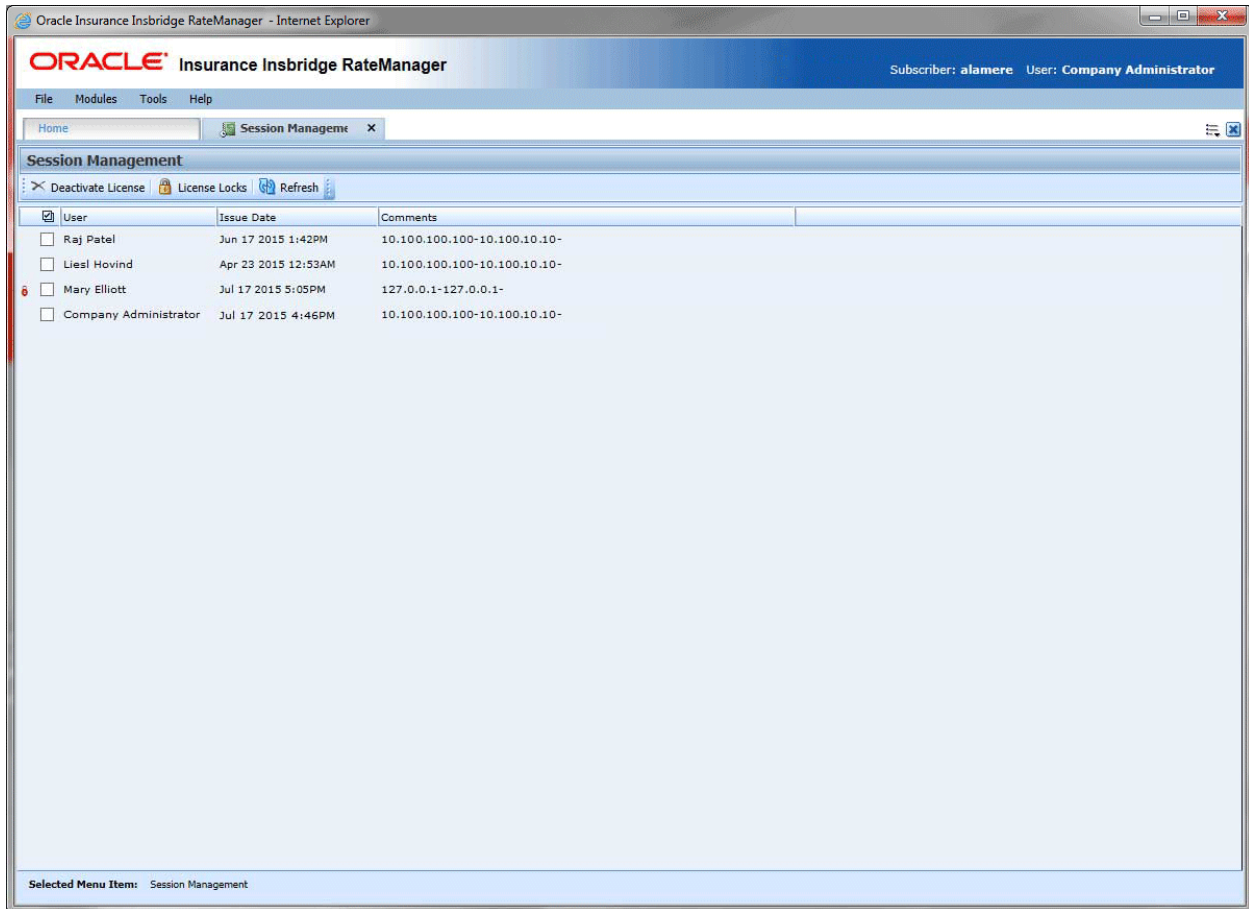 Oracle Insurance Insbridge RateManager - Internet Explorer
ORACLE® Insurance Insbridge RateManager
Subscriber: alamere User: Company Administrator
File Modules Tools Help
Home Session Manageme
Session Management
Deactivate License License Locks Refresh
User Issue Date Comments
Raj Patel Jun 17 2015 1:42PM 10.100.100.100-10.100.10.10-
Liesl Hovind Apr 23 2015 12:53AM 10.100.100.100-10.100.10.10-
Mary Elliott Jul 17 2015 5:05PM 127.0.0.1-127.0.0.1-
Company Administrator Jul 17 2015 4:46PM 10.100.100.100-10.100.10.10-
Selected Menu Item: Session Management